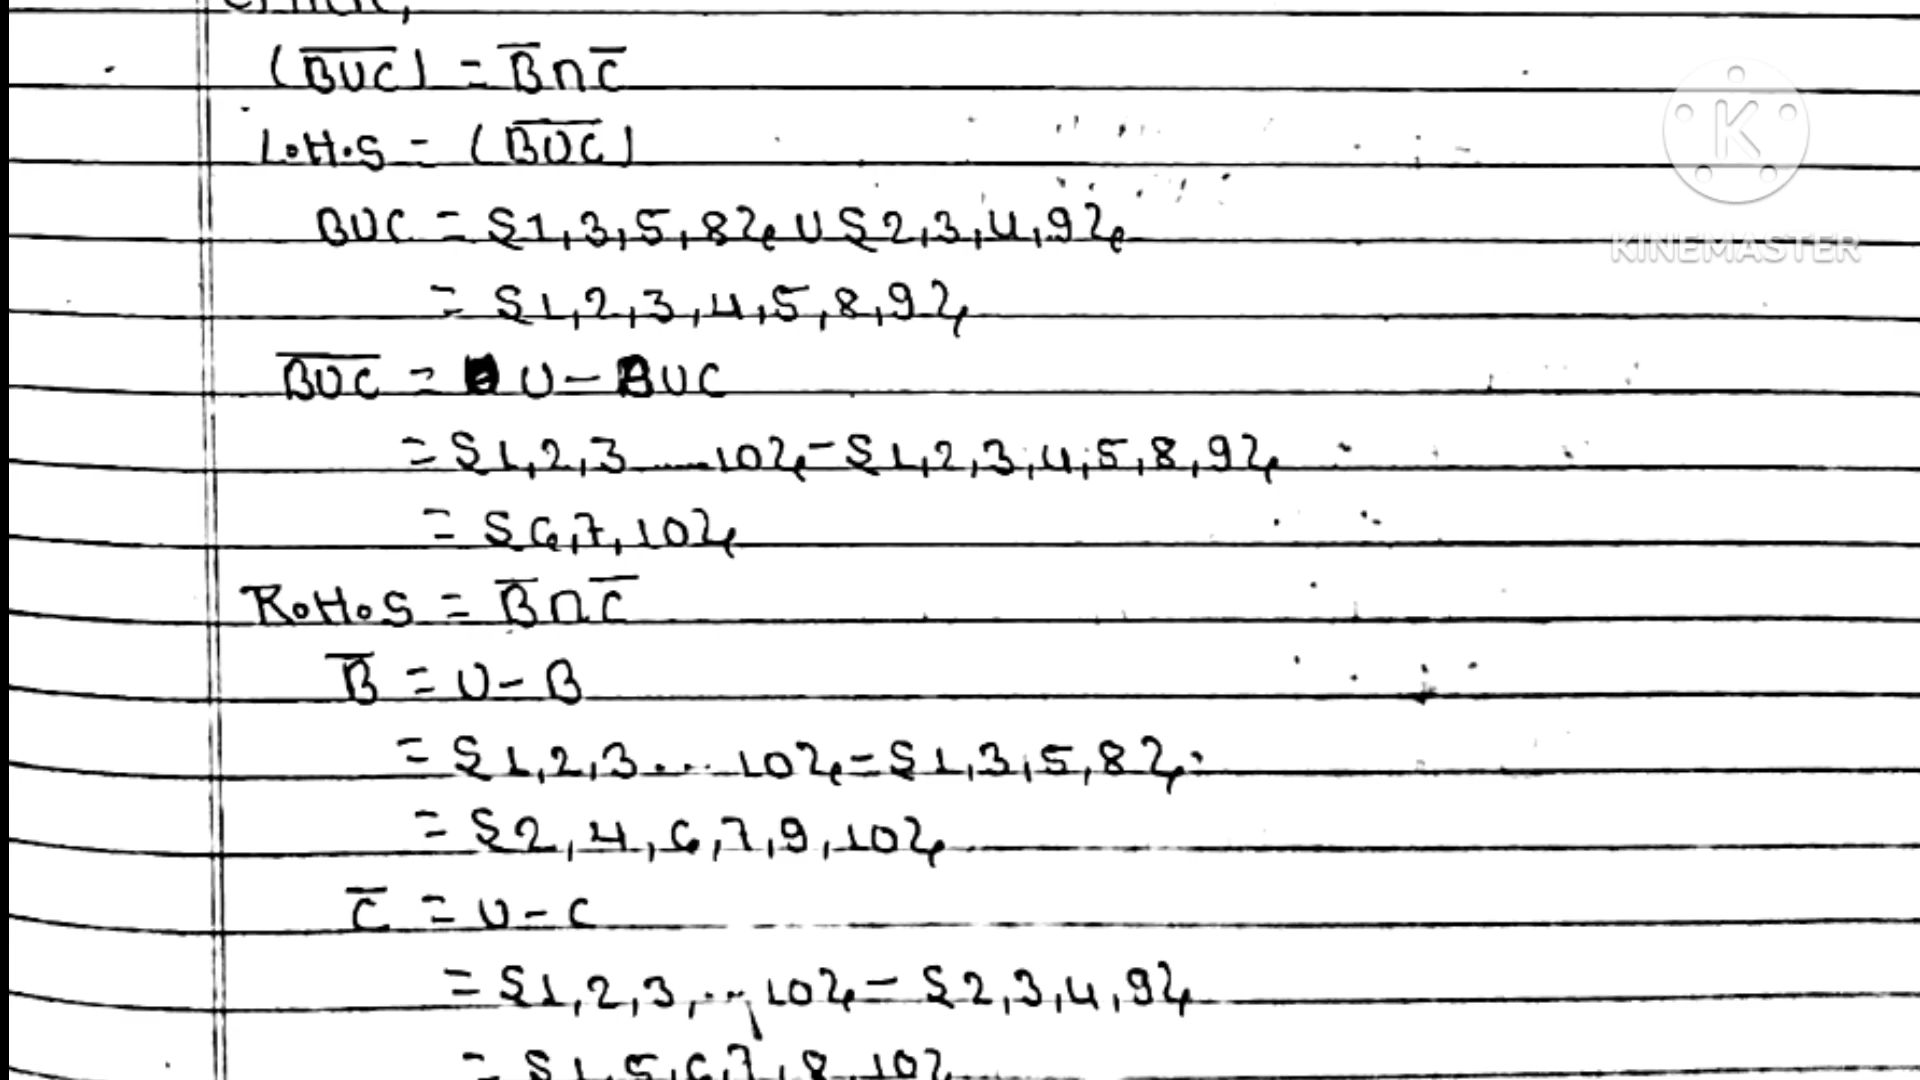 (B̅U̅C̅) = B̅∩C̅
L.H.S = (B̅U̅C̅)
BUC = {1,3,5,8} U {2,3,4,9}
= {1,2,3,4,5,8,9}
B̅U̅C̅ = U - BUC
= {1,2,3.....10} - {1,2,3,4,5,8,9}
= {6,7,10}
R.H.S = B̅∩C̅
B̅ = U - B
= {1,2,3.... 10} - {1,3,5,8}
= {2,4,6,7,9,10}
C̅ = U - C
= {1,2,3,...,10} - {2,3,4,9}
= {1,5,6,7,8,10}
K
KINEMASTER